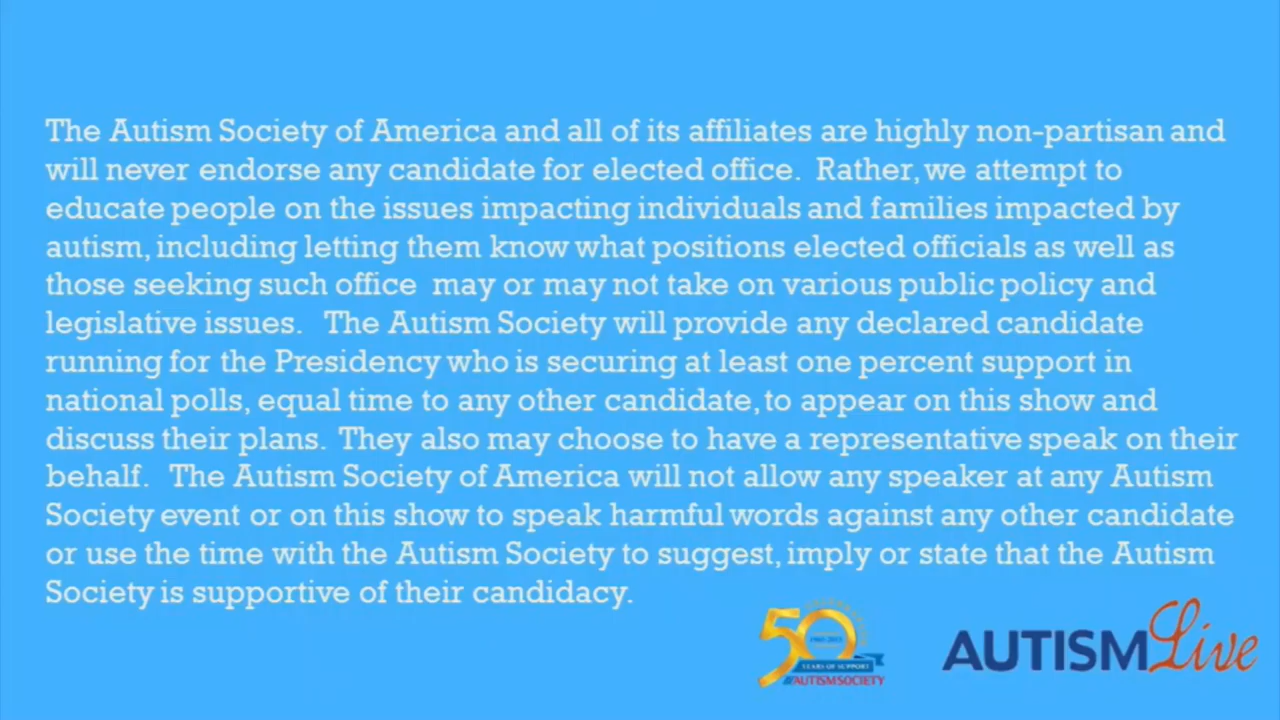 The Autism Society of America and all of its affiliates are highly non-partisan and
will never endorse any candidate for elected office. Rather, we attempt to
educate people on the issues impacting individuals and families impacted by
autism, including letting them know what positions elected officials as well as
those seeking such office may or may not take on various public policy and
legislative issues. The Autism Society will provide any declared candidate
running for the Presidency who is securing at least one percent support in
national polls, equal time to any other candidate, to appear on this show and
discuss their plans. They also may choose to have a representative speak on their
behalf. The Autism Society of America will not allow any speaker at any Autism
Society event or on this show to speak harmful words against any other candidate
or use the time with the Autism Society to suggest, imply or state that the Autism
Society is supportive of their candidacy.
50
1965-2015
YEARS OF SUPPORT
AUTISM SOCIETY
AUTISM Live